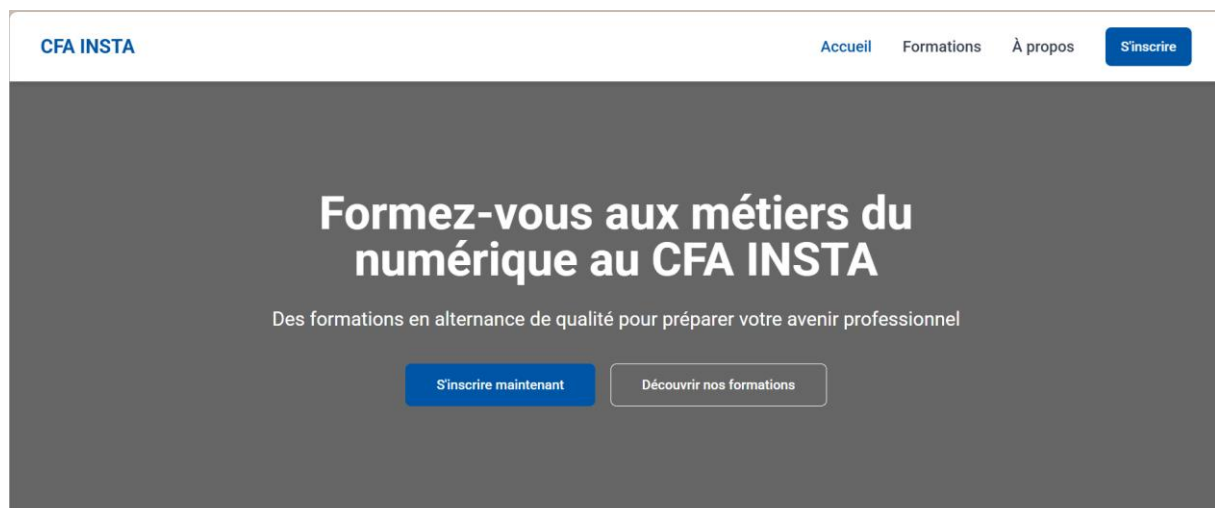 CFA INSTA
Accueil Formations À propos S'inscrire
Formez-vous aux métiers du
numérique au CFA INSTA
Des formations en alternance de qualité pour préparer votre avenir professionnel
S'inscrire maintenant Découvrir nos formations